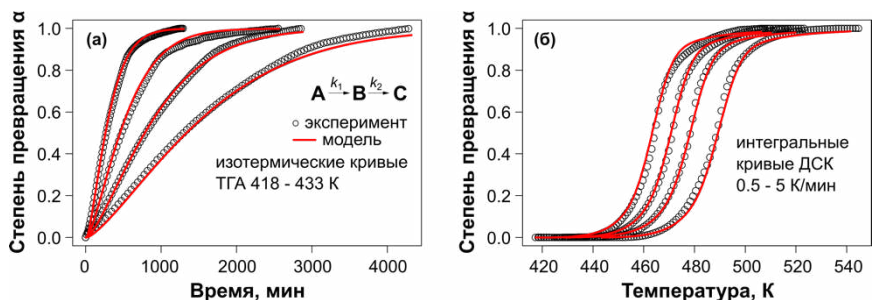 Степень превращения α
1.0
0.8
0.6
0.4
0.2
0.0
(а)
A k₁ B k₂ C
эксперимент
модель
изотермические кривые
ТГА 418 - 433 К
0 1000 2000 3000 4000
Время, мин
Степень превращения α
1.0
0.8
0.6
0.4
0.2
0.0
(б)
интегральные
кривые ДСК
0.5 - 5 К/мин
420 440 460 480 500 520 540
Температура, К